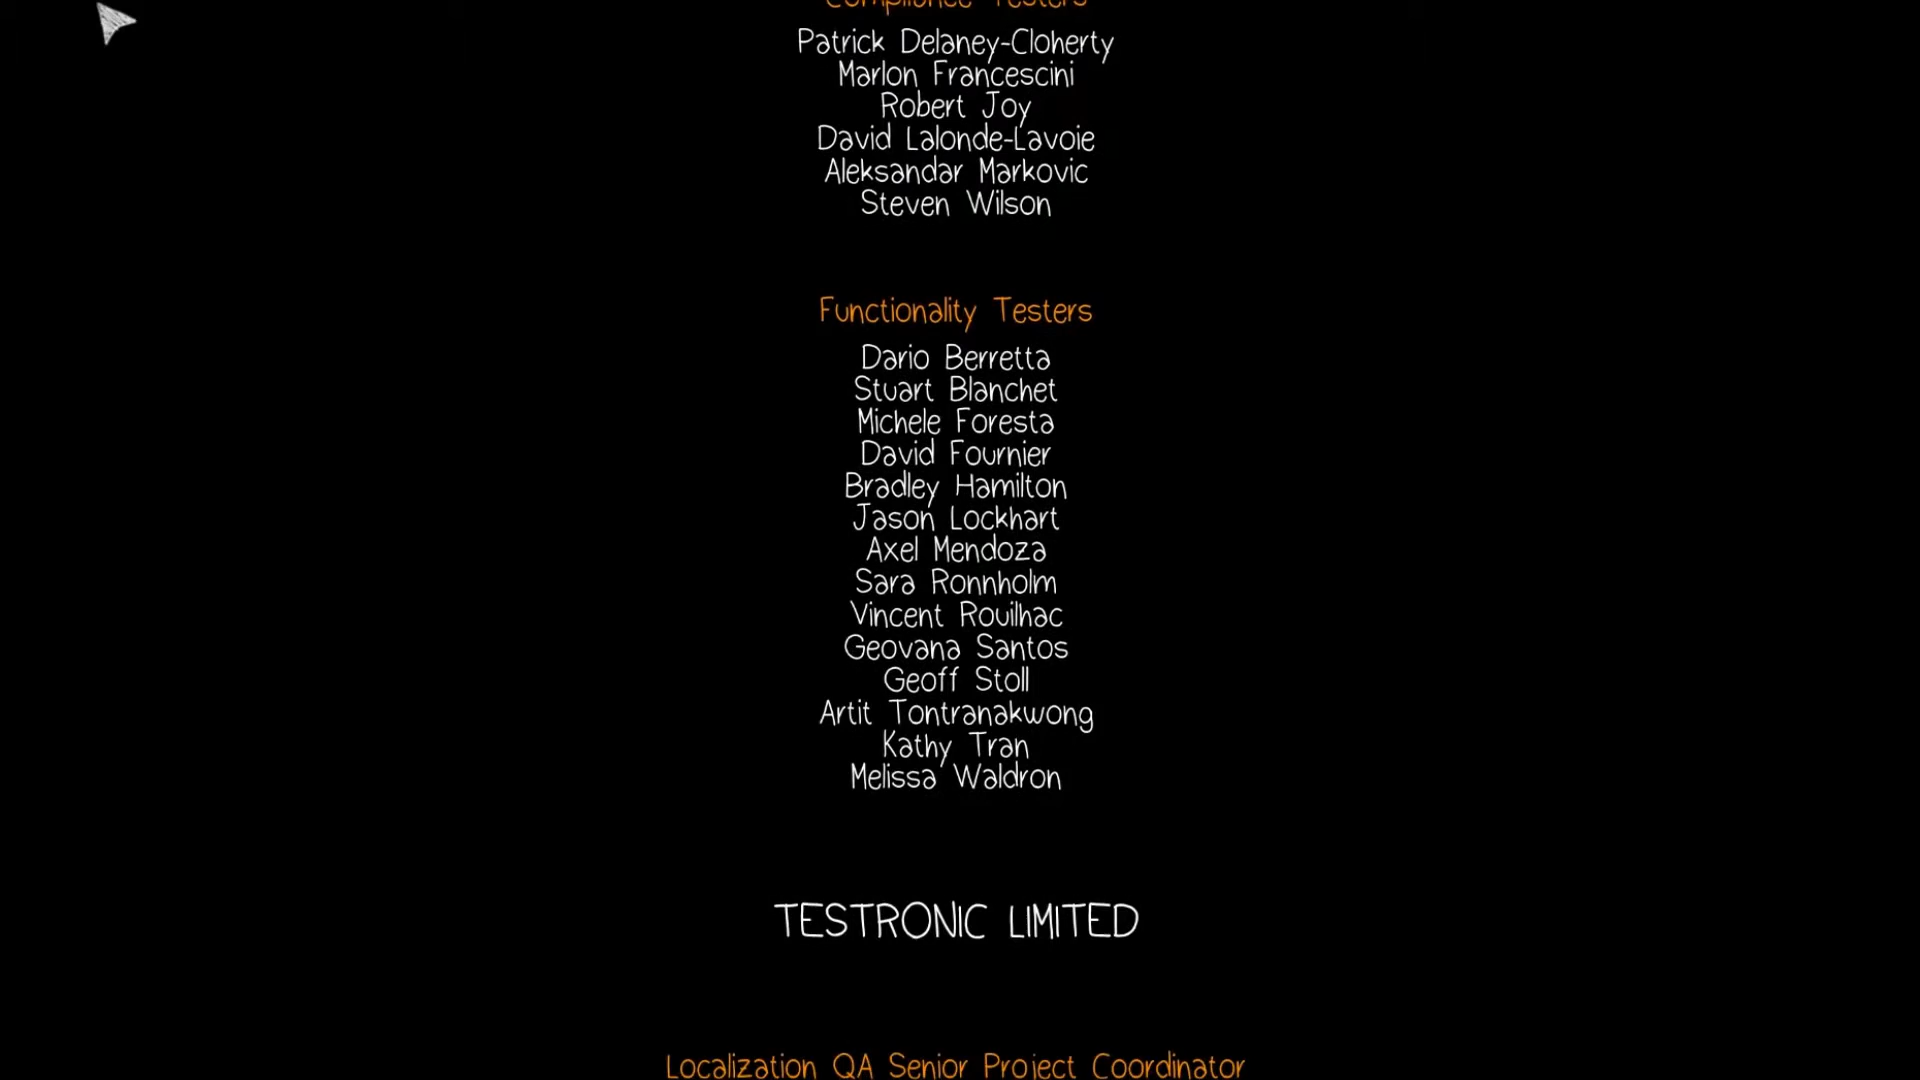 Compliance Testers
Patrick Delaney-Cloherty
Marlon Francescini
Robert Joy
David Lalonde-Lavoie
Aleksandar Markovic
Steven Wilson
Functionality Testers
Dario Berretta
Stuart Blanchet
Michele Foresta
David Fournier
Bradley Hamilton
Jason Lockhart
Axel Mendoza
Sara Ronnholm
Vincent Rouilhac
Geovana Santos
Geoff Stoll
Artit Tontranakwong
Kathy Tran
Melissa Waldron
TESTRONIC LIMITED
Localization QA Senior Project Coordinator